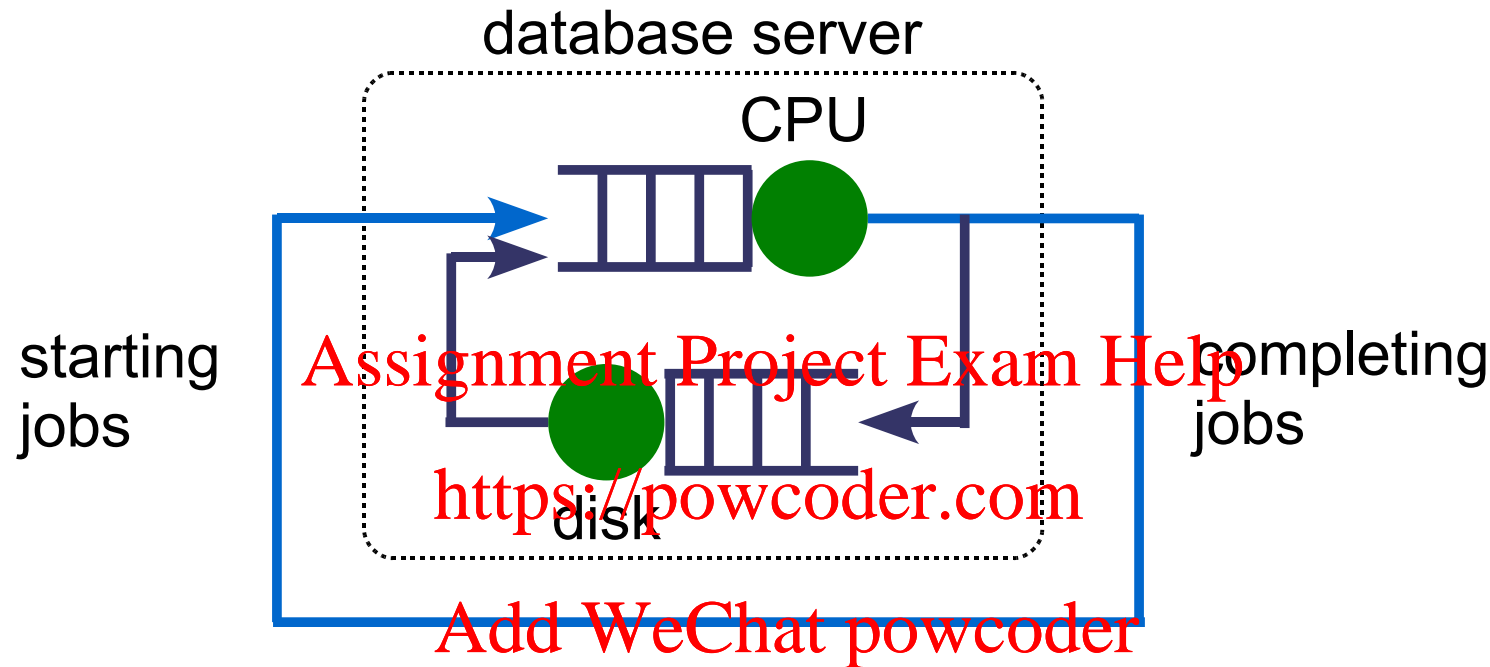 database server
CPU
starting
jobs
Assignment Project Exam Help
completing
jobs
https://powcoder.com
disk
Add WeChat powcoder